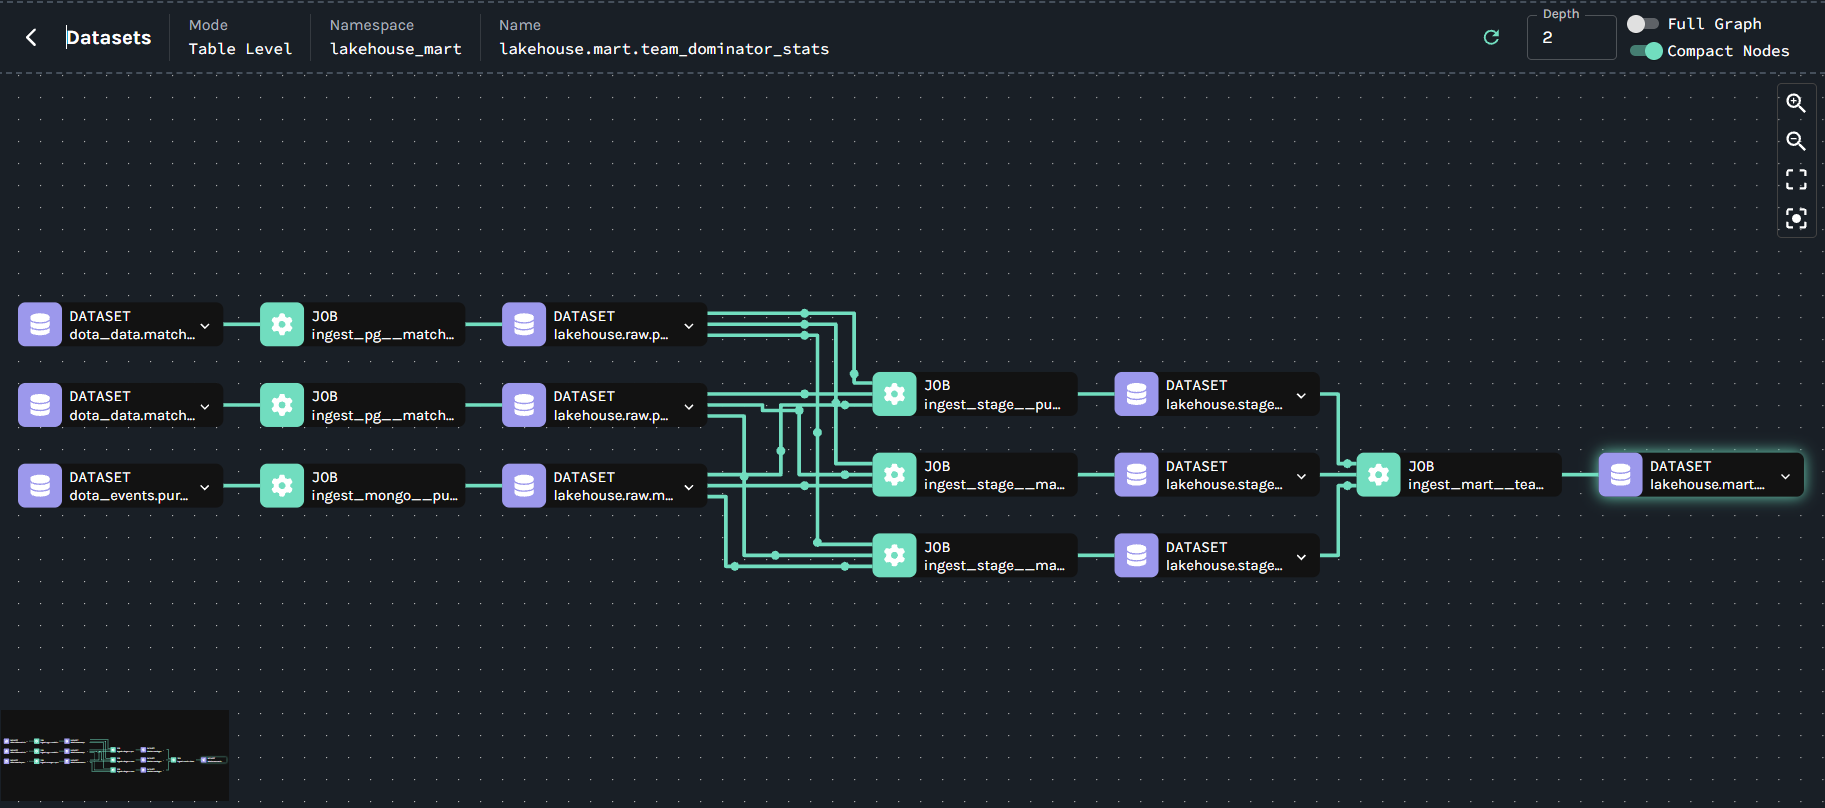 Datasets
Mode
Table Level
Namespace
lakehouse_mart
Name
lakehouse.mart.team_dominator_stats
Depth
2
Full Graph
Compact Nodes
DATASET
dota_data.match...
JOB
ingest_pg__match...
DATASET
lakehouse.raw.p...
DATASET
dota_data.match...
JOB
ingest_pg__match...
DATASET
lakehouse.raw.p...
DATASET
dota_events.pur...
JOB
ingest_mongo__pu...
DATASET
lakehouse.raw.m...
JOB
ingest_stage__pu...
DATASET
lakehouse.stage...
JOB
ingest_stage__ma...
DATASET
lakehouse.stage...
JOB
ingest_stage__ma...
DATASET
lakehouse.stage...
JOB
ingest_mart__tea...
DATASET
lakehouse.mart....